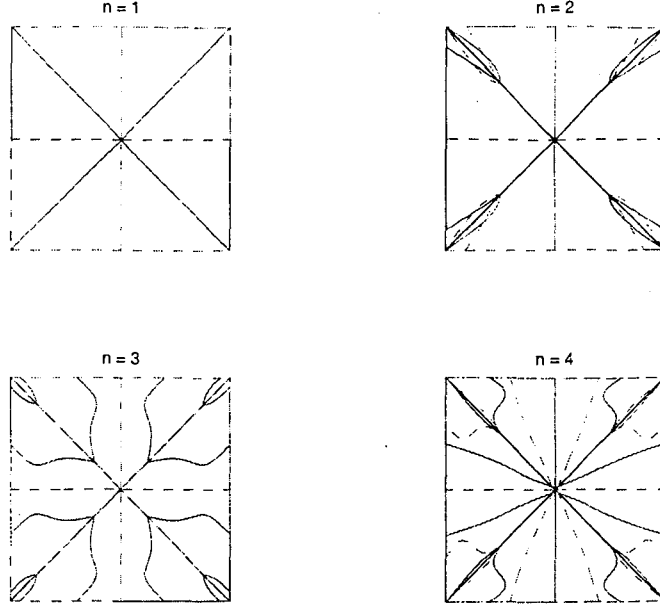 n = 1
n = 2
n = 3
n = 4